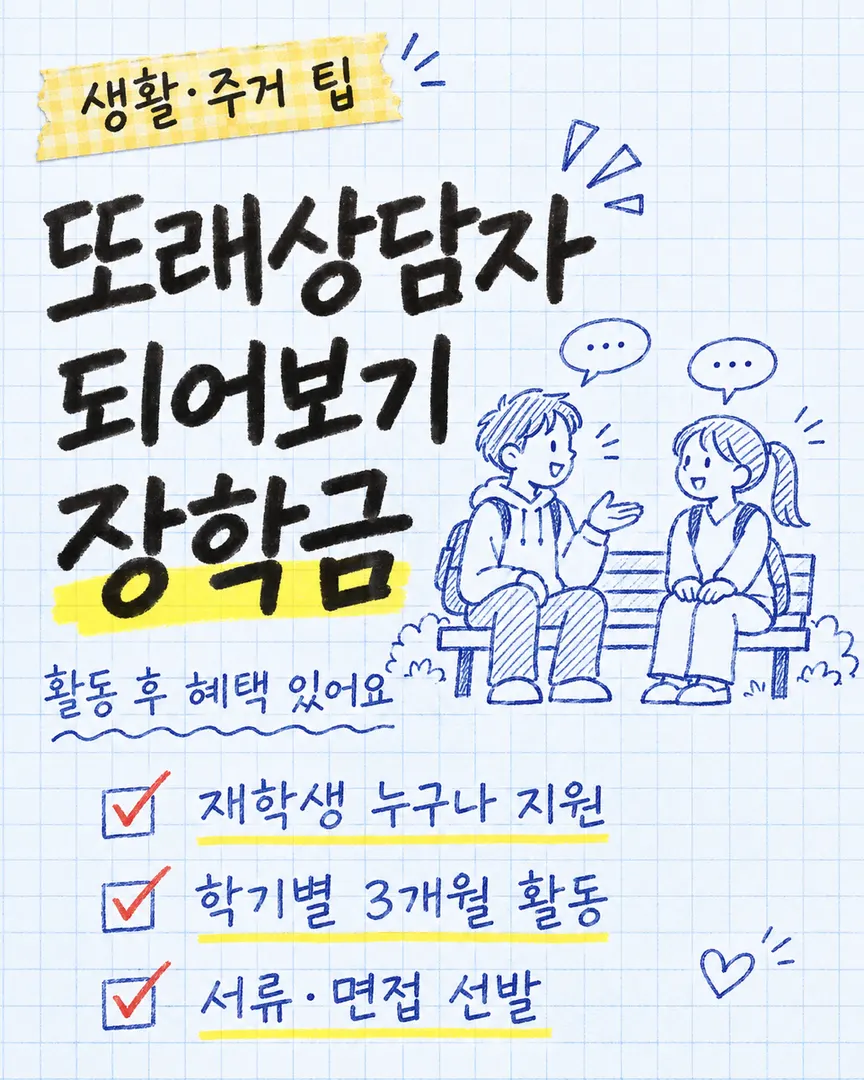 생활·주거 팁
또래상담자
되어보기
장학금
활동 후 혜택 있어요
재학생 누구나 지원
학기별 3개월 활동
서류·면접 선발